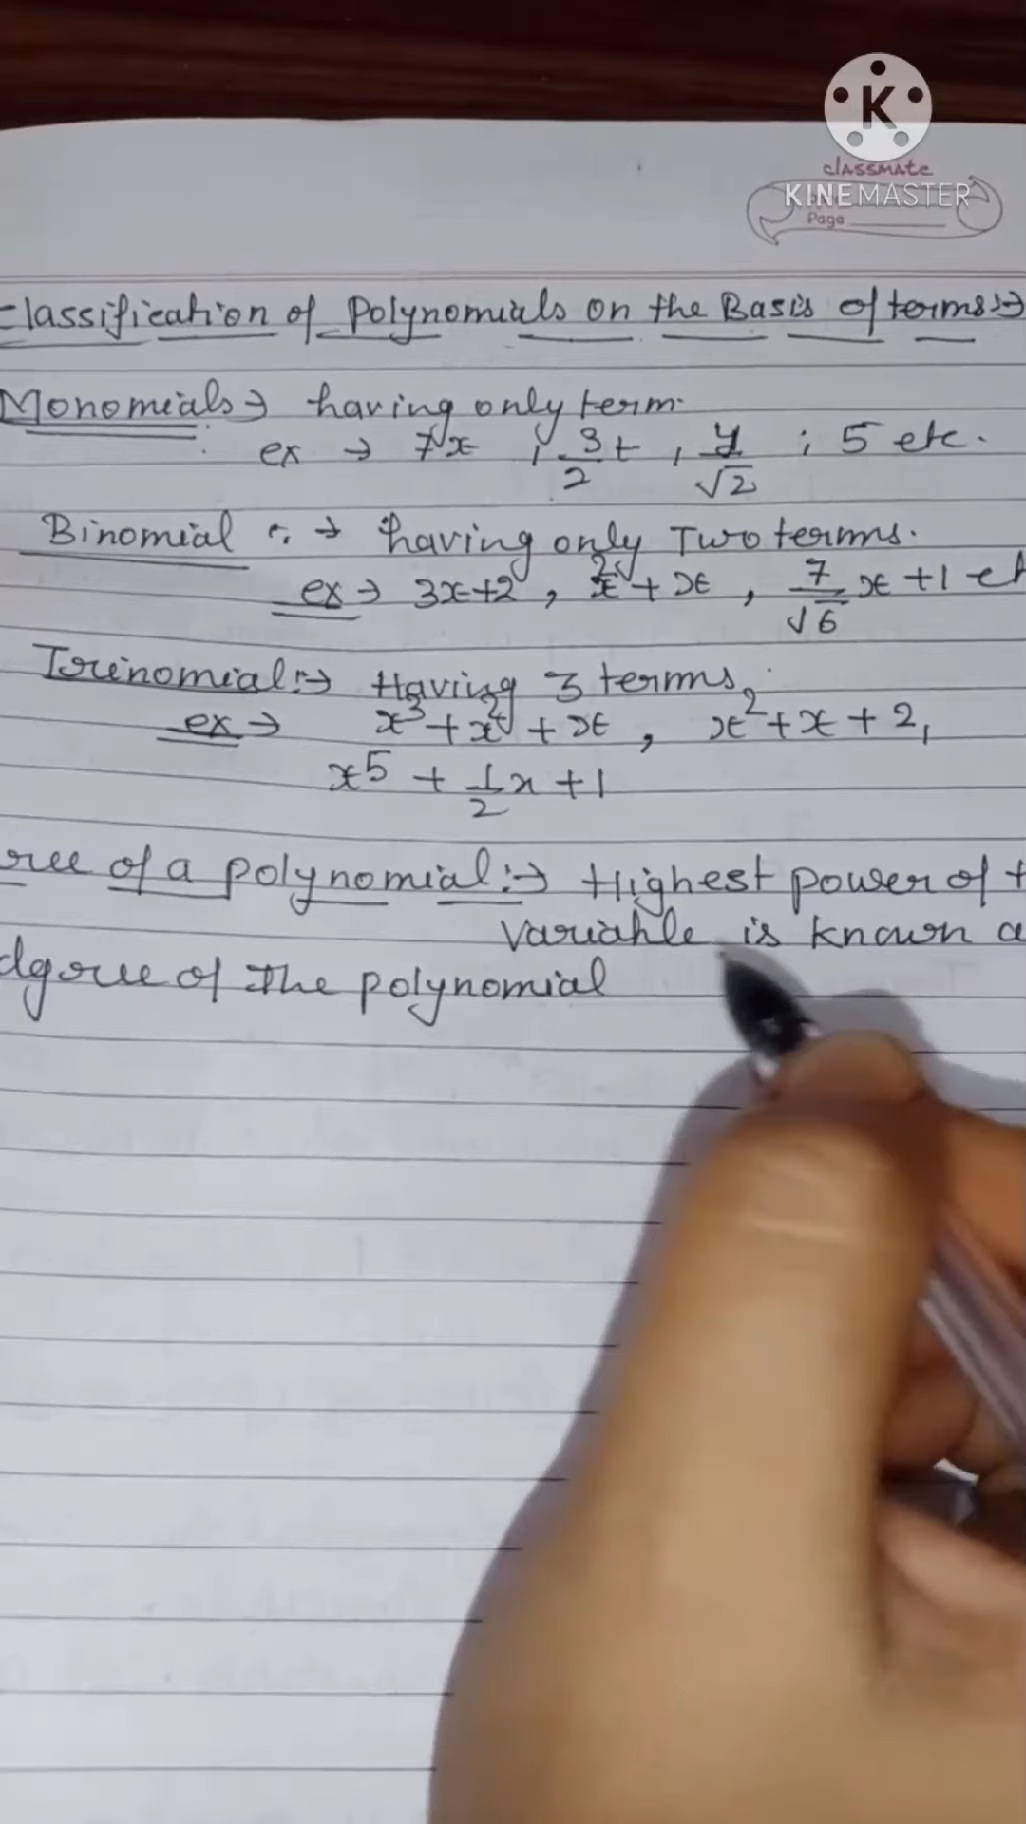 K
classmate
KINEMASTER
Page
Classification of Polynomials on the Basis of terms:→
Monomials → having only term.
ex → 7x , 3/2 t , y/√2 ; 5 etc.
Binomial :→ having only Two terms.
ex → 3x+2 , x²+x , 7/√6 x +1 et
Trinomial:→ Having 3 terms,
ex → x³+x²+x , x²+x+2,
x⁵ + 1/2 x +1
ree of a polynomial:→ Highest power of t
variable is known a
dgree of The polynomial